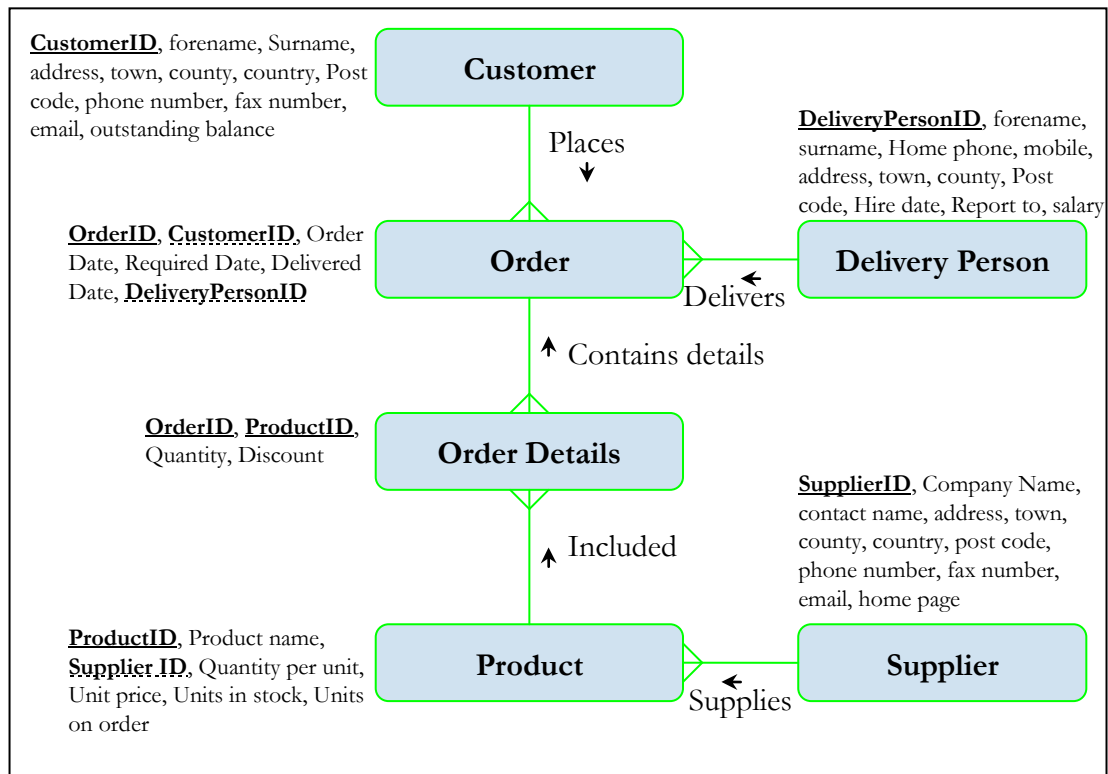 CustomerID, forename, Surname,
address, town, county, country, Post
code, phone number, fax number,
email, outstanding balance
Customer
Places
DeliveryPersonID, forename,
surname, Home phone, mobile,
address, town, county, Post
code, Hire date, Report to, salary
OrderID, CustomerID, Order
Date, Required Date, Delivered
Date, DeliveryPersonID
Order
Delivers
Delivery Person
Contains details
OrderID, ProductID,
Quantity, Discount
Order Details
SupplierID, Company Name,
contact name, address, town,
county, country, post code,
phone number, fax number,
email, home page
Included
ProductID, Product name,
Supplier ID, Quantity per unit,
Unit price, Units in stock, Units
on order
Product
Supplies
Supplier